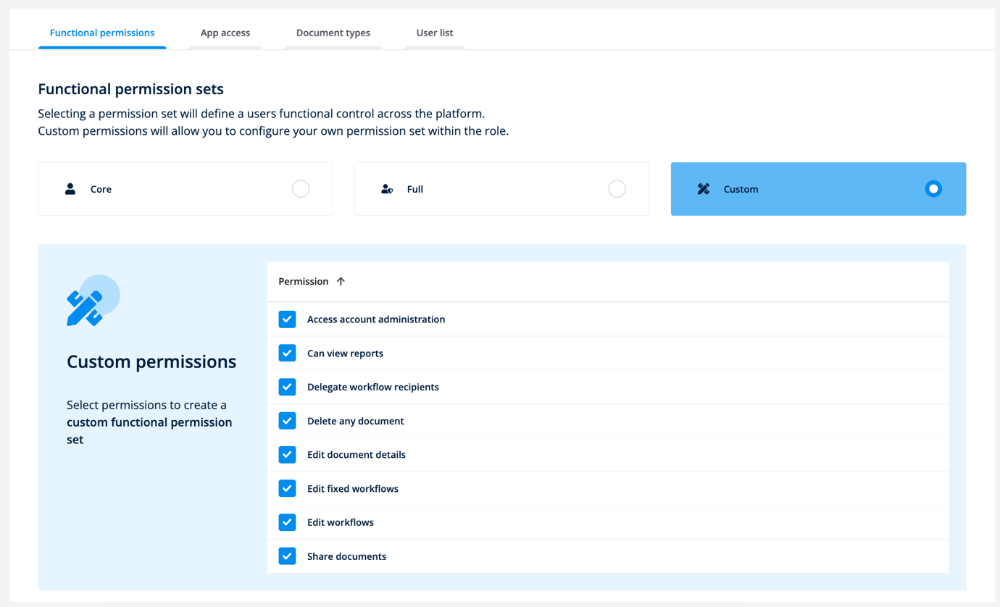 Functional permissions App access Document types User list
Functional permission sets
Selecting a permission set will define a users functional control across the platform.
Custom permissions will allow you to configure your own permission set within the role.
Core Full Custom
Permission
Access account administration
Can view reports
Custom permissions
Delegate workflow recipients
Select permissions to create a
custom functional permission
set
Delete any document
Edit document details
Edit fixed workflows
Edit workflows
Share documents